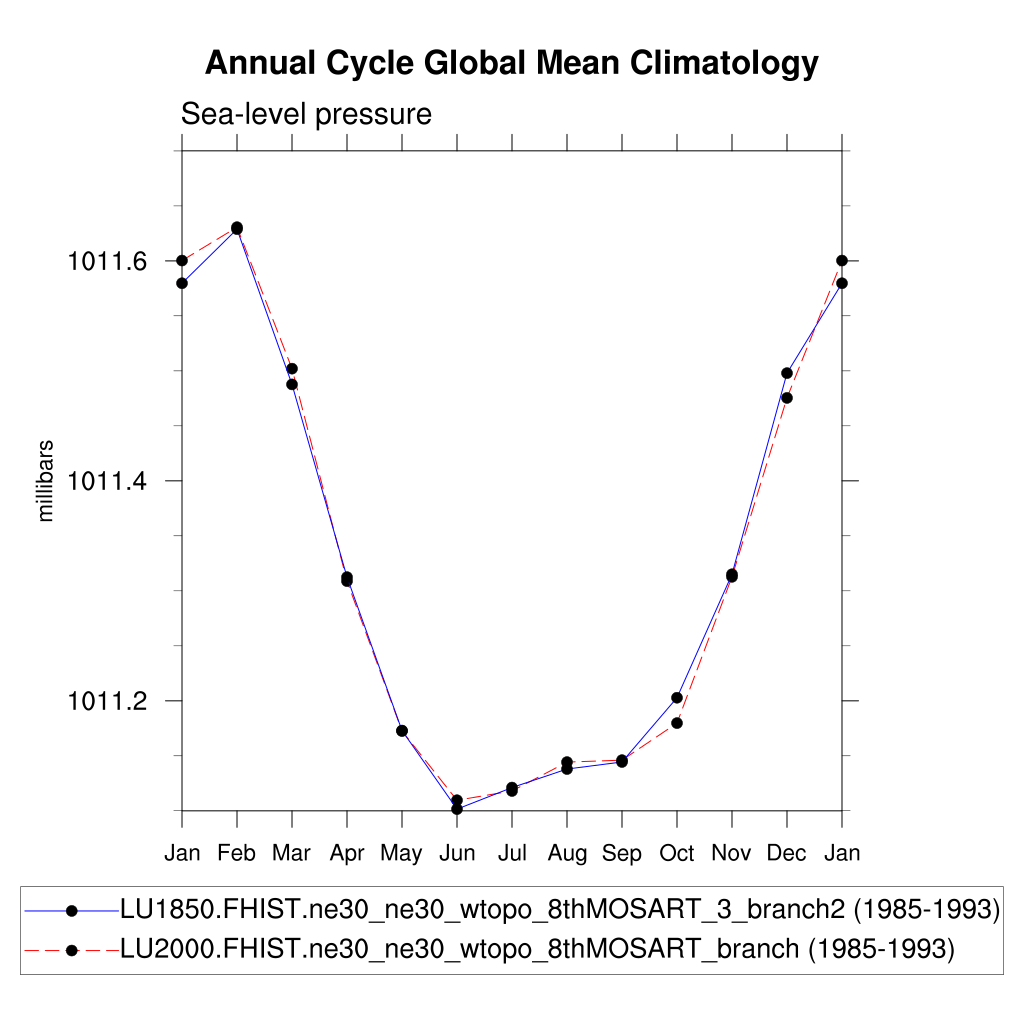 Annual Cycle Global Mean Climatology
Sea-level pressure
1011.6
1011.4
1011.2
millibars
Jan Feb Mar Apr May Jun Jul Aug Sep Oct Nov Dec Jan
LU1850.FHIST.ne30_ne30_wtopo_8thMOSART_3_branch2 (1985-1993)
LU2000.FHIST.ne30_ne30_wtopo_8thMOSART_branch (1985-1993)